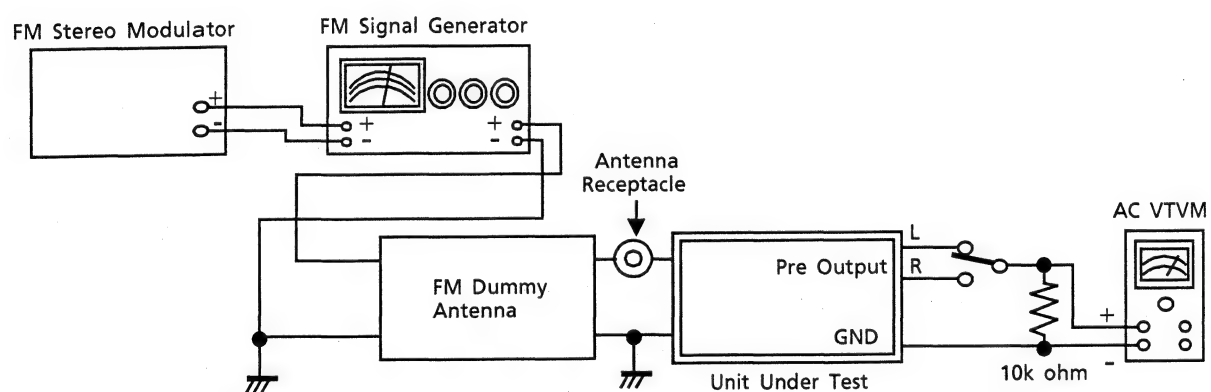 FM Stereo Modulator
FM Signal Generator
+
-
+
-
+
-
Antenna
Receptacle
AC VTVM
FM Dummy
Antenna
Pre Output
L
R
GND
+
-
10k ohm
Unit Under Test